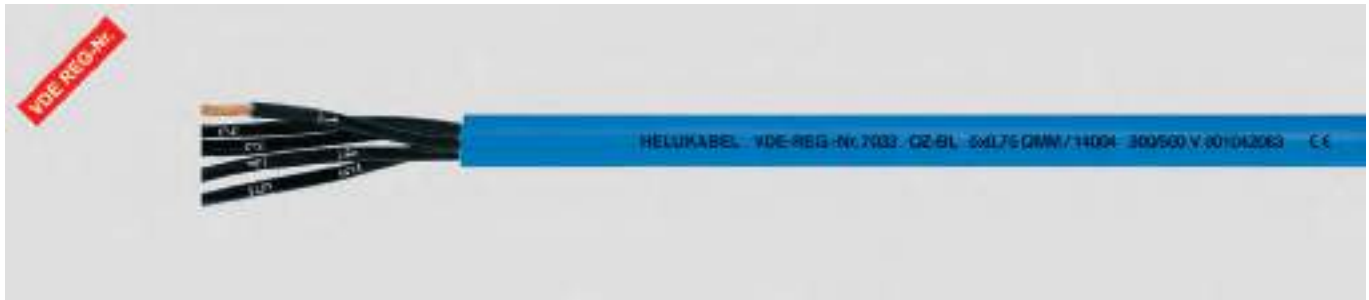 VDE REG-Nr.
HELUKABEL VDE-REG.-Nr. 7032 OZ-BL 5x0,75 QMM / 14004 300/500 V 001042063 CE